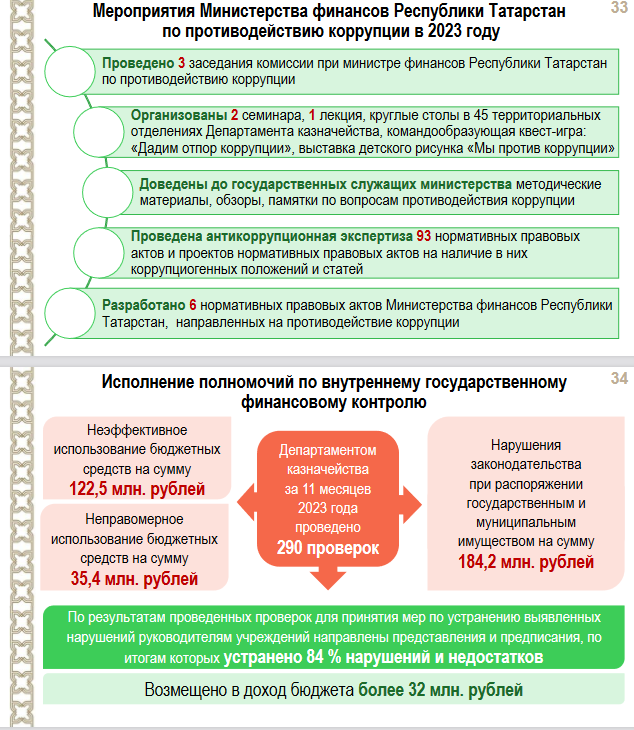 Мероприятия Министерства финансов Республики Татарстан
по противодействию коррупции в 2023 году
33
Проведено 3 заседания комиссии при министре финансов Республики Татарстан
по противодействию коррупции
Организованы 2 семинара, 1 лекция, круглые столы в 45 территориальных
отделениях Департамента казначейства, командообразующая квест-игра:
«Дадим отпор коррупции», выставка детского рисунка «Мы против коррупции»
Доведены до государственных служащих министерства методические
материалы, обзоры, памятки по вопросам противодействия коррупции
Проведена антикоррупционная экспертиза 93 нормативных правовых
актов и проектов нормативных правовых актов на наличие в них
коррупциогенных положений и статей
Разработано 6 нормативных правовых актов Министерства финансов Республики
Татарстан, направленных на противодействие коррупции
34
Исполнение полномочий по внутреннему государственному
финансовому контролю
Неэффективное
использование бюджетных
средств на сумму
122,5 млн. рублей
Неправомерное
использование бюджетных
средств на сумму
35,4 млн. рублей
Департаментом
казначейства
за 11 месяцев
2023 года
проведено
290 проверок
Нарушения
законодательства
при распоряжении
государственным и
муниципальным
имуществом на сумму
184,2 млн. рублей
По результатам проведенных проверок для принятия мер по устранению выявленных
нарушений руководителям учреждений направлены представления и предписания, по
итогам которых устранено 84 % нарушений и недостатков
Возмещено в доход бюджета более 32 млн. рублей